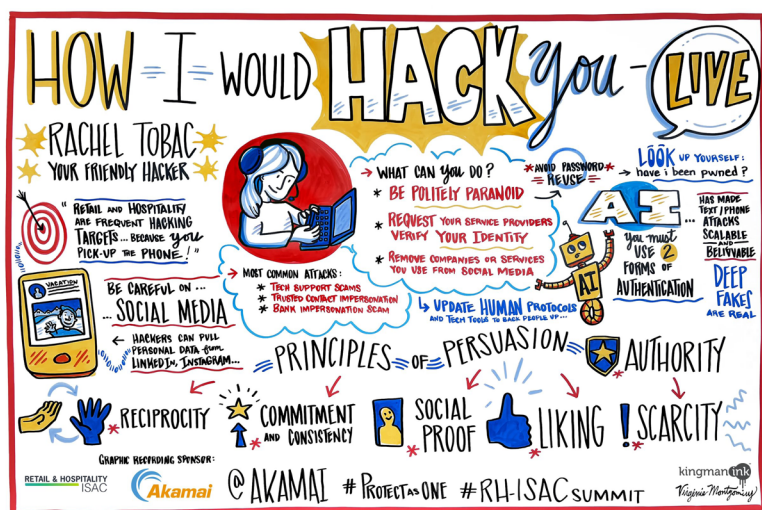 HOW I WOULD HACK you - LIVE
RACHEL TOBAC
YOUR FRIENDLY HACKER
"RETAIL AND HOSPITALITY
ARE FREQUENT HACKING
TARGETS... BECAUSE you
PICK-UP THE PHONE!"
VACATION
BE CAREFUL ON...
...SOCIAL MEDIA
← HACKERS CAN PULL
PERSONAL DATA from
LINKEDIN, INSTAGRAM...
→ MOST COMMON ATTACKS:
* TECH SUPPORT SCAMS
* TRUSTED CONTACT IMPERSONATION
* BANK IMPERSONATION SCAM
→ WHAT CAN you DO?
* BE POLITELY PARANOID
* REQUEST YOUR SERVICE PROVIDERS
VERIFY YOUR IDENTITY
* REMOVE COMPANIES OR SERVICES
YOU USE FROM SOCIAL MEDIA
* AVOID PASSWORD *
REUSE
↳ UPDATE HUMAN PROTOCOLS
AND TECH TOOLS TO BACK PEOPLE UP...
LOOK UP YOURSELF:
have i been pwned?
AI...
AI
you must
USE 2
FORMS OF
AUTHENTICATION
HAS MADE
TEXT/PHONE
ATTACKS
SCALABLE
AND
BELIEVABLE
DEEP
FAKES
ARE REAL
PRINCIPLES OF PERSUASION
* AUTHORITY
* RECIPROCITY
* COMMITMENT
AND CONSISTENCY
* SOCIAL
PROOF
* LIKING
* SCARCITY
GRAPHIC RECORDING SPONSOR:
RETAIL & HOSPITALITY
ISAC
Akamai
@AKAMAI #PROTECT AS ONE #RH-ISAC SUMMIT
kingman ink
Virginia Montgomery